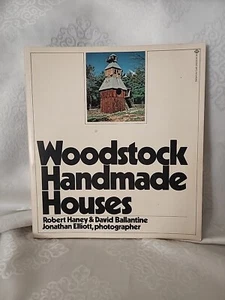 Woodstock
Handmade
Houses
Robert Haney & David Ballantine
Jonathan Elliott, photographer